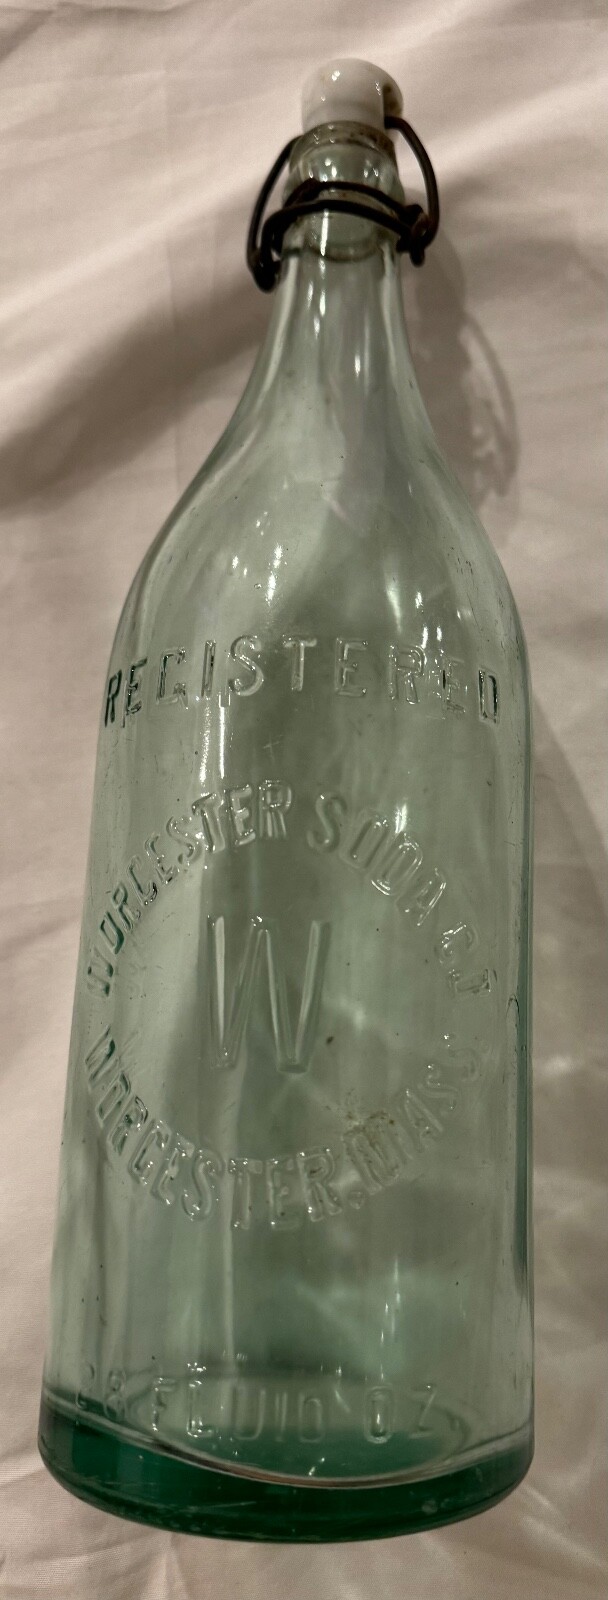 REGISTERED
WORCESTER SODA CO
W
WORCESTER, MASS.
28 FLUID OZ